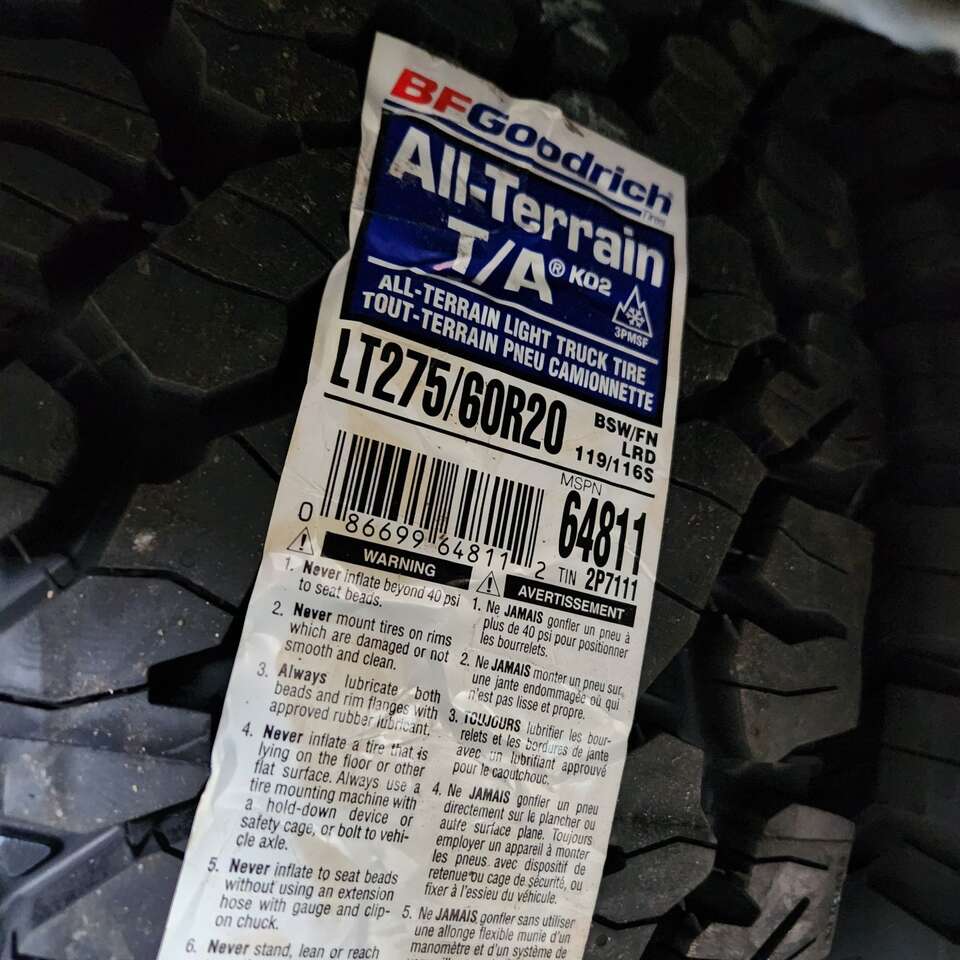 BFGoodrich
Tires
All-Terrain
T/A® KO2
3PMSF
ALL-TERRAIN LIGHT TRUCK TIRE
TOUT-TERRAIN PNEU CAMIONNETTE
LT275/60R20
BSW/FN
LRD
119/116S
MSPN
64811
0 86699 64811 2
TIN 2P7111
WARNING
1. Never inflate beyond 40 psi
to seat beads.
2. Never mount tires on rims
which are damaged or not
smooth and clean.
3. Always lubricate both
beads and rim flanges with
approved rubber lubricant.
4. Never inflate a tire that is
lying on the floor or other
flat surface. Always use a
tire mounting machine with
a hold-down device or
safety cage, or bolt to vehi-
cle axle.
5. Never inflate to seat beads
without using an extension
hose with gauge and clip-
on chuck.
6. Never stand, lean or reach
AVERTISSEMENT
1. Ne JAMAIS gonfler un pneu à
plus de 40 psi pour positionner
les bourrelets.
2. Ne JAMAIS monter un pneu sur
une jante endommagée ou qui
n'est pas lisse et propre.
3. TOUJOURS lubrifier les bour-
relets et les bordures de jante
avec un lubrifiant approuvé
pour le caoutchouc.
4. Ne JAMAIS gonfler un pneu
directement sur le plancher ou
autre surface plane. Toujours
employer un appareil à monter
les pneus avec dispositif de
retenue ou cage de sécurité, ou
fixer à l'essieu du véhicule.
5. Ne JAMAIS gonfler sans utiliser
une allonge flexible munie d'un
manomètre et d'un système de